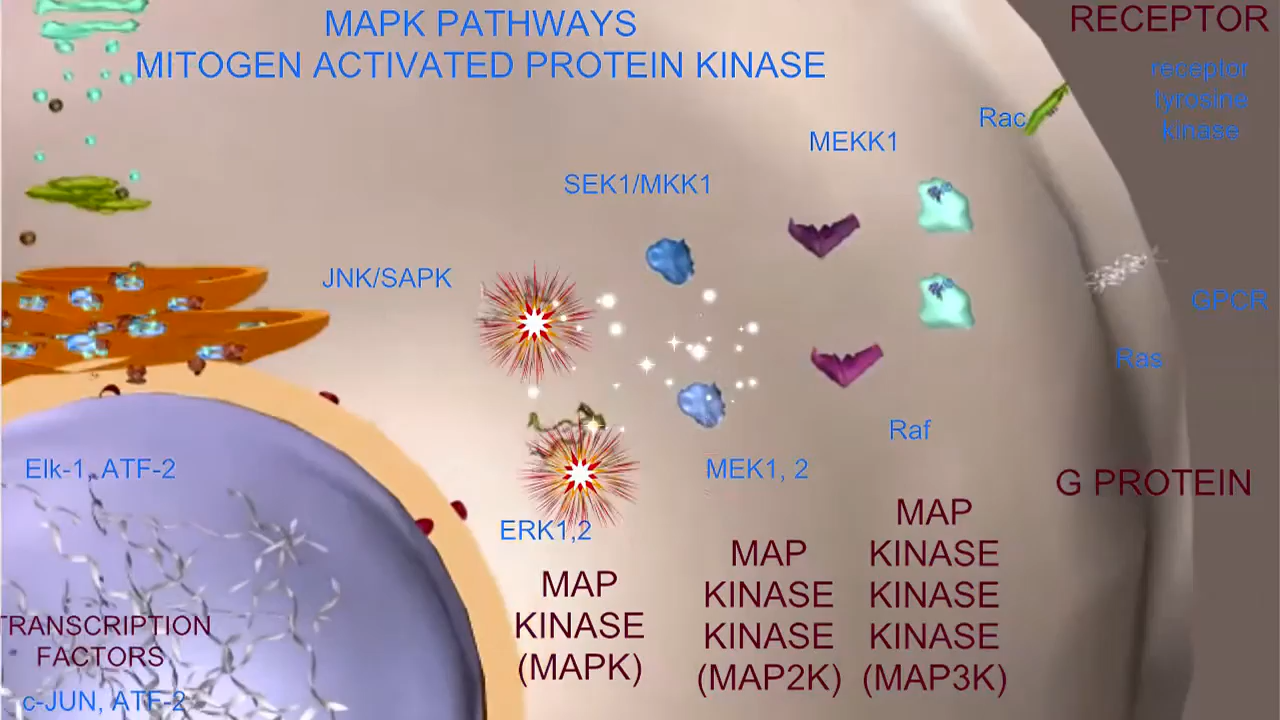 MAPK PATHWAYS
MITOGEN ACTIVATED PROTEIN KINASE
RECEPTOR
receptor
tyrosine
kinase
Rac
MEKK1
SEK1/MKK1
JNK/SAPK
GPCR
Ras
Raf
MEK1, 2
ERK1,2
Elk-1, ATF-2
G PROTEIN
MAP
KINASE
(MAPK)
MAP
KINASE
KINASE
(MAP2K)
MAP
KINASE
KINASE
KINASE
(MAP3K)
TRANSCRIPTION
FACTORS
c-JUN, ATF-2